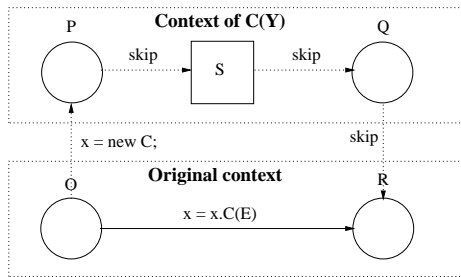 Context of C(Y)
P
Q
skip
S
skip
x = new C;
skip
Original context
O
R
x = x.C(E)